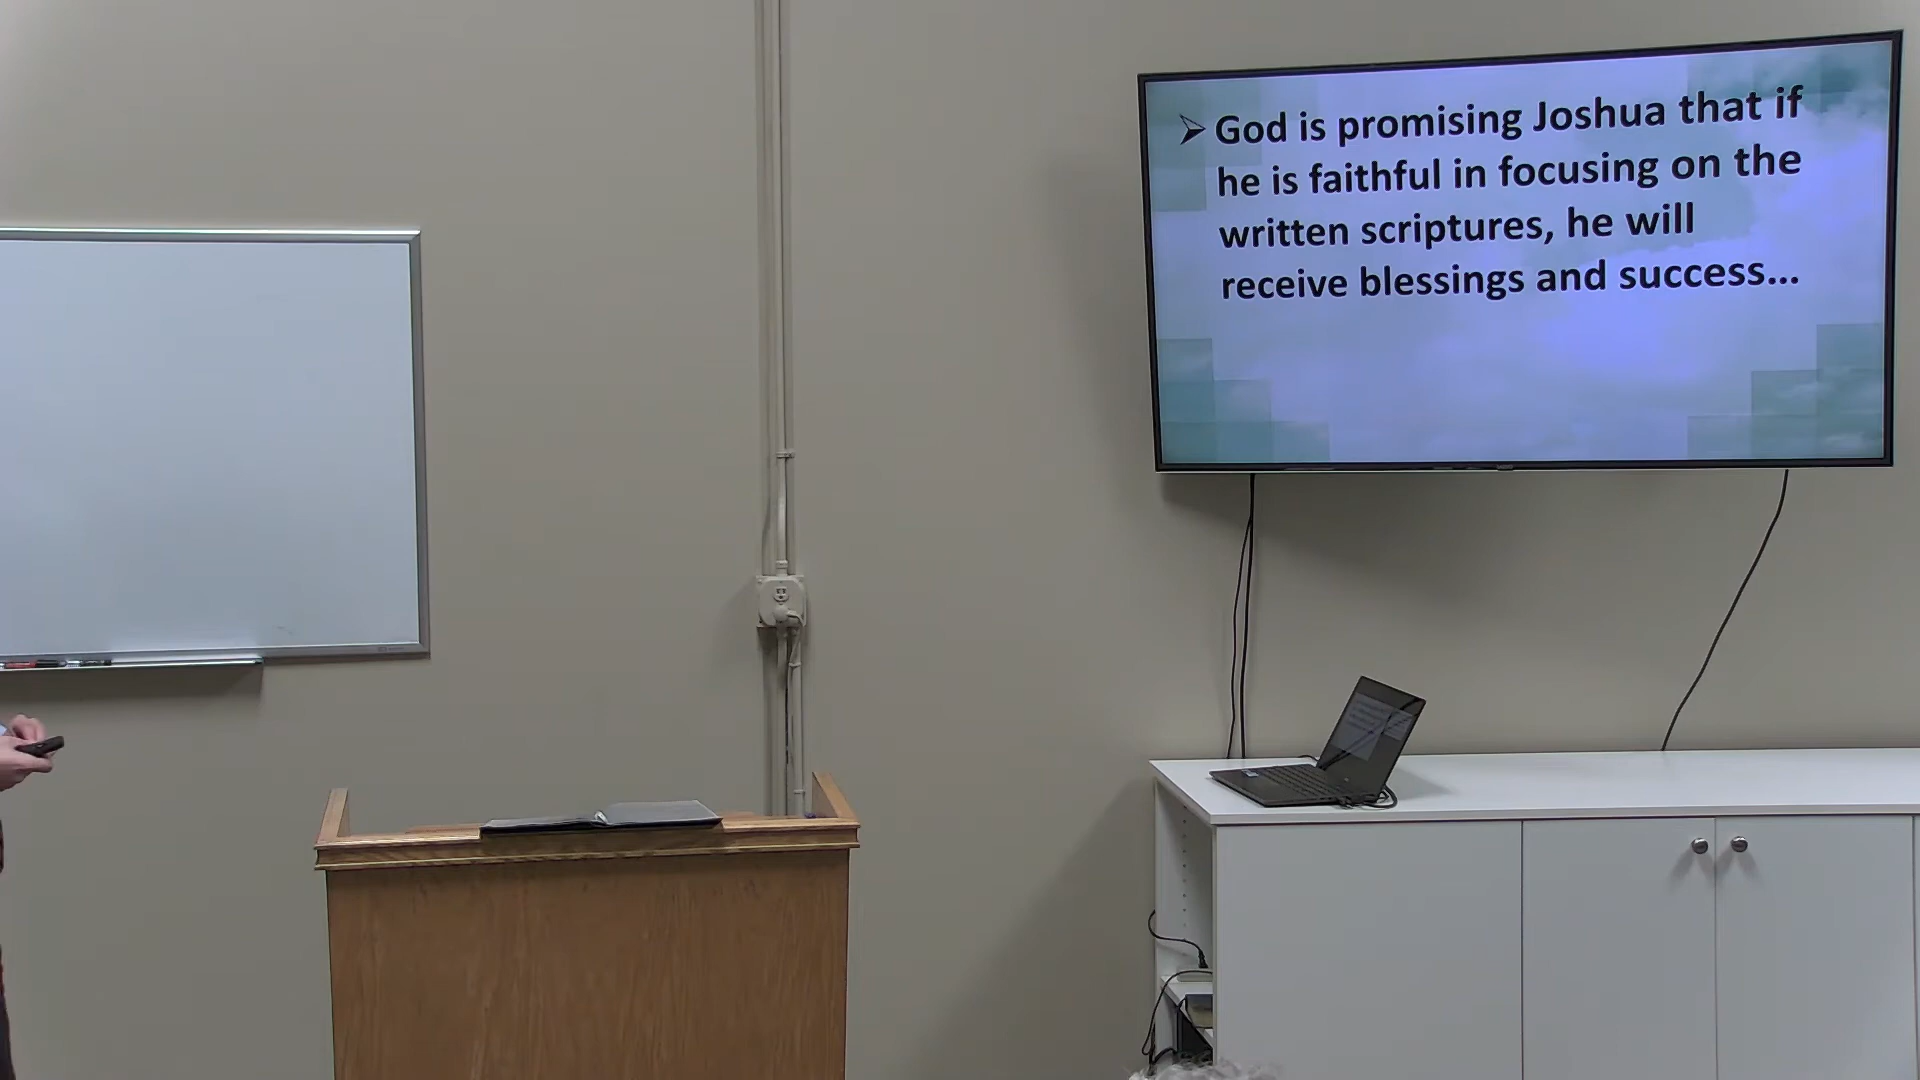 ➢ God is promising Joshua that if
he is faithful in focusing on the
written scriptures, he will
receive blessings and success...